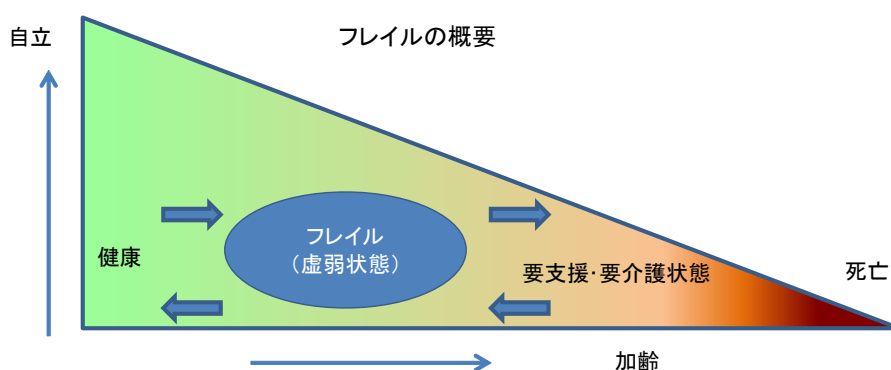 フレイルの概要
自立
健康
フレイル
（虚弱状態）
要支援･要介護状態
死亡
加齢